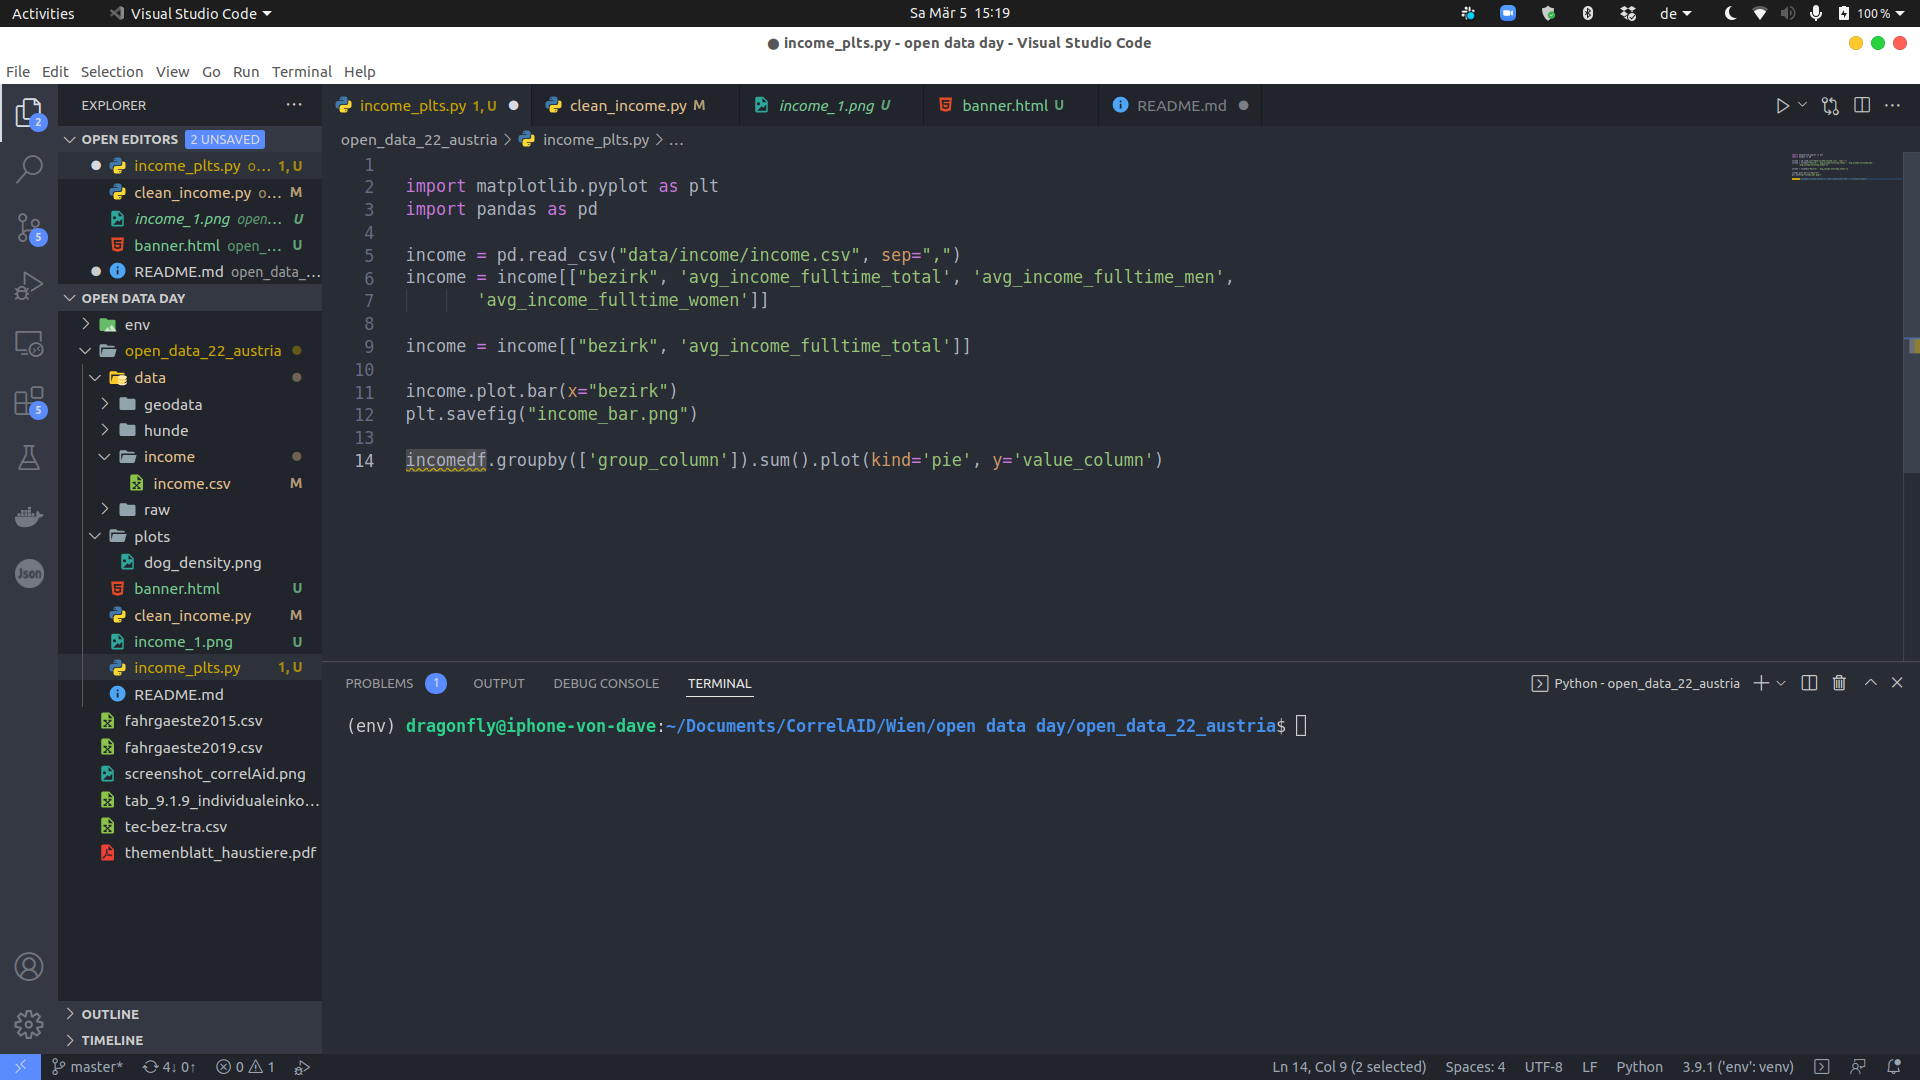 Activities
Visual Studio Code
Sa Mär 5 15:19
de
100 %
● income_plts.py - open data day - Visual Studio Code
File Edit Selection View Go Run Terminal Help
EXPLORER
OPEN EDITORS 2 UNSAVED
income_plts.py o... 1, U
clean_income.py o... M
income_1.png open... U
banner.html open_... U
README.md open_data_...
OPEN DATA DAY
env
open_data_22_austria
data
geodata
hunde
income
income.csv M
raw
plots
dog_density.png
banner.html U
clean_income.py M
income_1.png U
income_plts.py 1, U
README.md
fahrgaeste2015.csv
fahrgaeste2019.csv
screenshot_correlAid.png
tab_9.1.9_individualeinko...
tec-bez-tra.csv
themenblatt_haustiere.pdf
OUTLINE
TIMELINE
2
5
5
Json
income_plts.py 1, U
clean_income.py M
income_1.png U
banner.html U
README.md
open_data_22_austria > income_plts.py > ...
1
2 import matplotlib.pyplot as plt
3 import pandas as pd
4
5 income = pd.read_csv("data/income/income.csv", sep=",")
6 income = income[["bezirk", 'avg_income_fulltime_total', 'avg_income_fulltime_men',
7 'avg_income_fulltime_women']]
8
9 income = income[["bezirk", 'avg_income_fulltime_total']]
10
11 income.plot.bar(x="bezirk")
12 plt.savefig("income_bar.png")
13
14 incomedf.groupby(['group_column']).sum().plot(kind='pie', y='value_column')
PROBLEMS 1 OUTPUT DEBUG CONSOLE TERMINAL
Python - open_data_22_austria
(env) dragonfly@iphone-von-dave:~/Documents/CorrelAID/Wien/open data day/open_data_22_austria$
master* 4↓ 0↑ 0 1
Ln 14, Col 9 (2 selected) Spaces: 4 UTF-8 LF Python 3.9.1 ('env': venv)